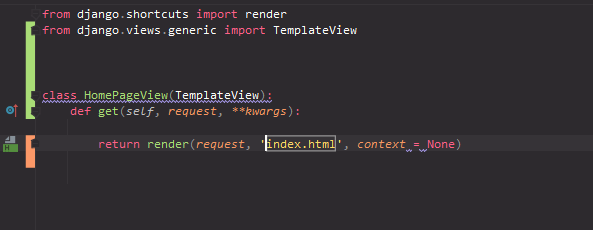 from django.shortcuts import render
from django.views.generic import TemplateView
class HomePageView(TemplateView):
def get(self, request, **kwargs):
return render(request, 'index.html', context = None)